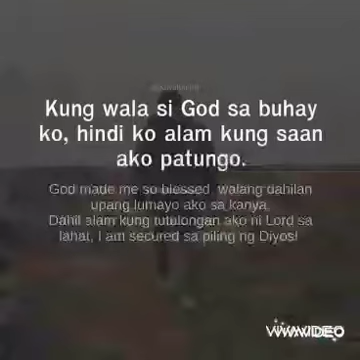 Kung wala si God sa buhay
ko, hindi ko alam kung saan
ako patungo.
God made me so blessed, walang dahilan
upang lumayo ako sa kanya.
Dahil alam kung tutulongan ako ni Lord sa
lahat, I am secured sa piling ng Diyos!
VIVAVIDEO